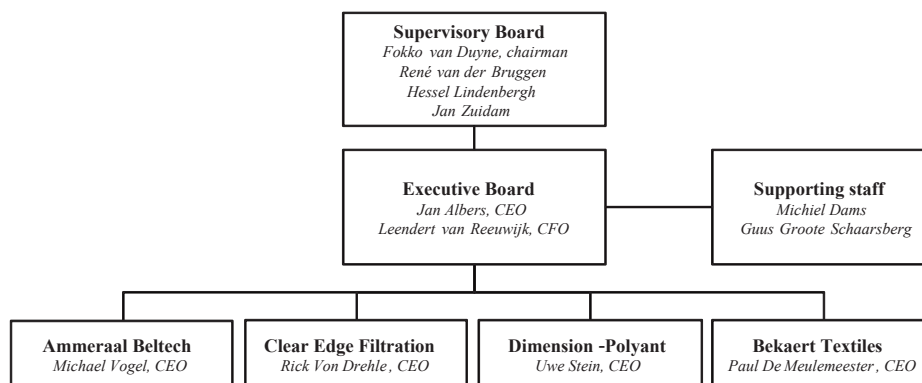 Supervisory Board
Fokko van Duyne, chairman
René van der Bruggen
Hessel Lindenbergh
Jan Zuidam
Executive Board
Jan Albers, CEO
Leendert van Reeuwijk, CFO
Supporting staff
Michiel Dams
Guus Groote Schaarsberg
Ammeraal Beltech
Michael Vogel, CEO
Clear Edge Filtration
Rick Von Drehle, CEO
Dimension -Polyant
Uwe Stein, CEO
Bekaert Textiles
Paul De Meulemeester, CEO